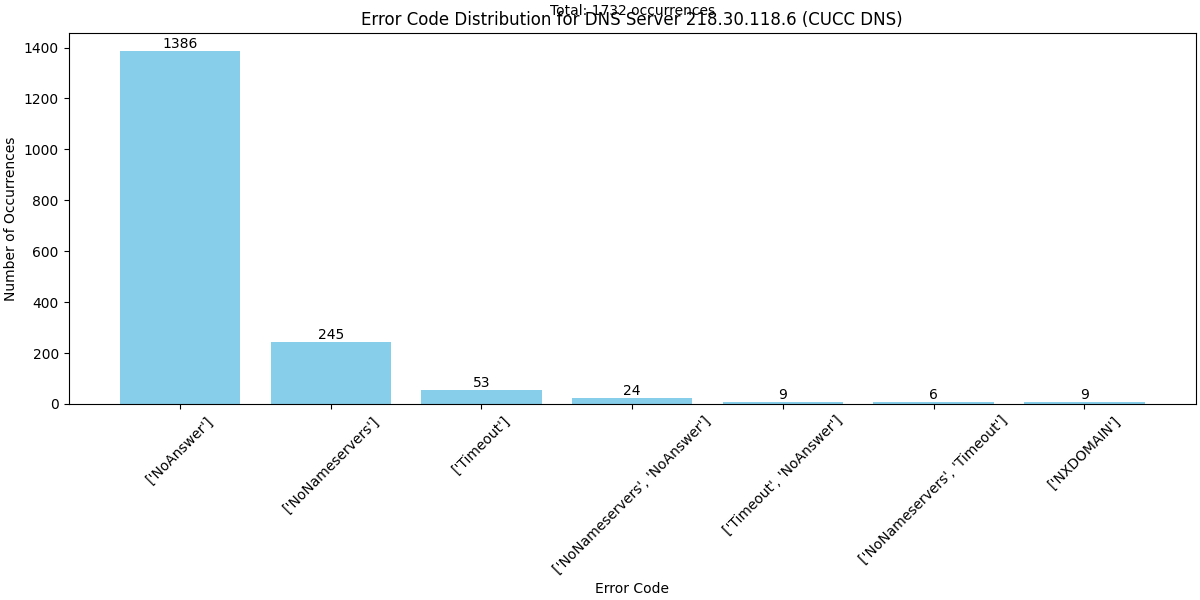 Total: 1732 occurrences
Error Code Distribution for DNS Server 218.30.118.6 (CUCC DNS)
Number of Occurrences
1400
1200
1000
800
600
400
200
0
1386
245
53
24
9
6
9
['NoAnswer']
['NoNameservers']
['Timeout']
['NoNameservers', 'NoAnswer']
['Timeout', 'NoAnswer']
['NoNameservers', 'Timeout']
['NXDOMAIN']
Error Code